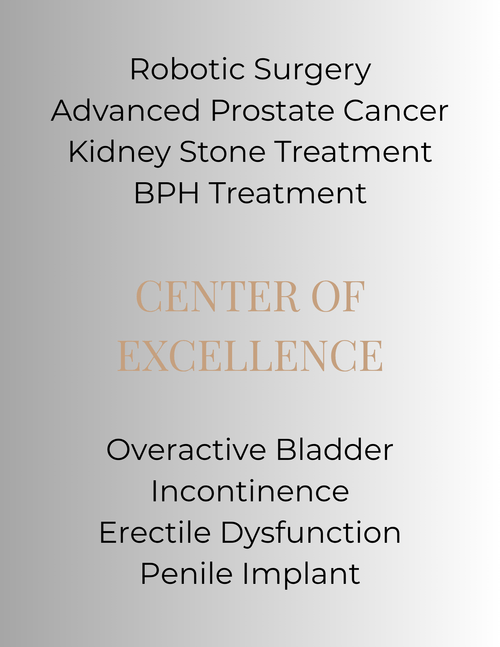 Robotic Surgery
Advanced Prostate Cancer
Kidney Stone Treatment
BPH Treatment
CENTER OF
EXCELLENCE
Overactive Bladder
Incontinence
Erectile Dysfunction
Penile Implant